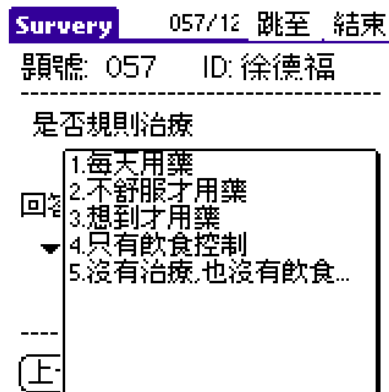 Survery 057/12 跳至 結束
題號: 057 ID: 徐德福
是否規則治療
1.每天用藥
2.不舒服才用藥
回答
3.想到才用藥
4.只有飲食控制
5.沒有治療,也沒有飲食...
上